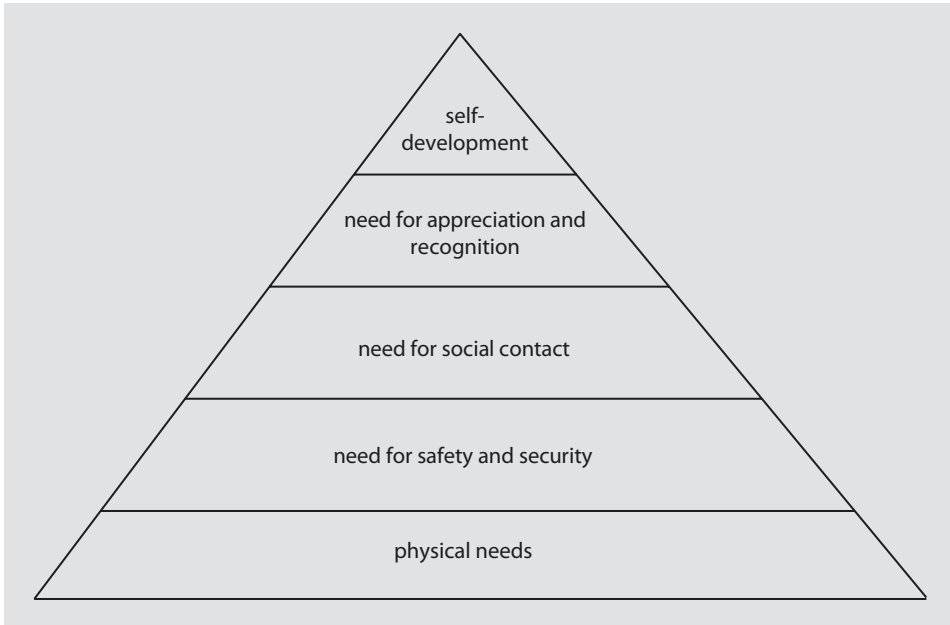 self-
development
need for appreciation and
recognition
need for social contact
need for safety and security
physical needs